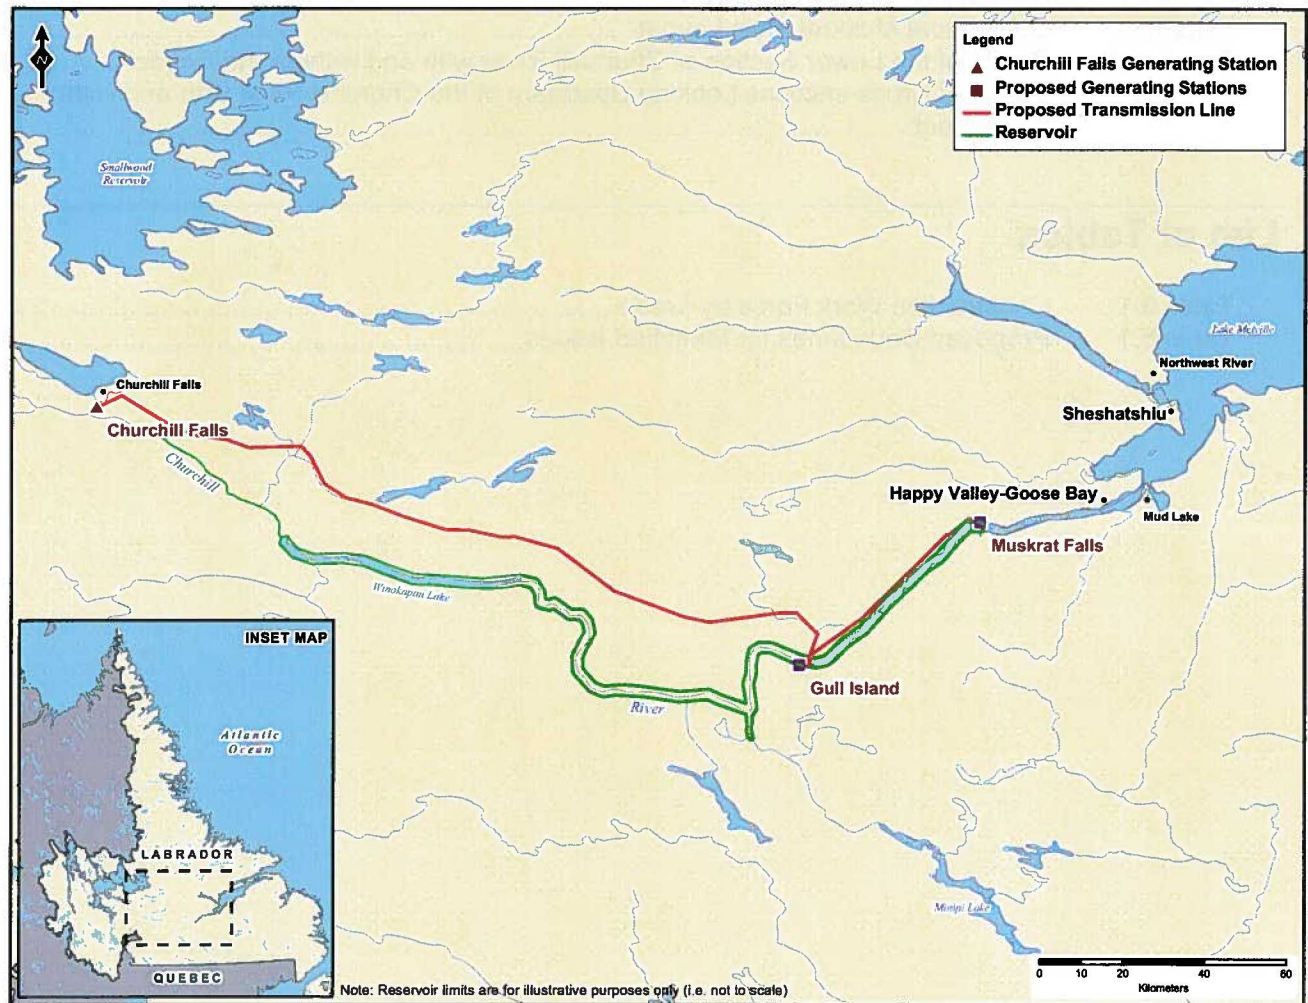 N
Legend
Churchill Falls Generating Station
Proposed Generating Stations
Proposed Transmission Line
Reservoir
Smallwood
Reservoir
Lake Melville
Northwest River
Sheshatshiu
Churchill Falls
Churchill Falls
Churchill
Happy Valley-Goose Bay
Mud Lake
Muskrat Falls
Winokapau Lake
Gull Island
River
INSET MAP
Atlantic
Ocean
LABRADOR
QUEBEC
Minipi Lake
0 10 20 40 60
Kilometers
Note: Reservoir limits are for illustrative purposes only (i.e. not to scale)